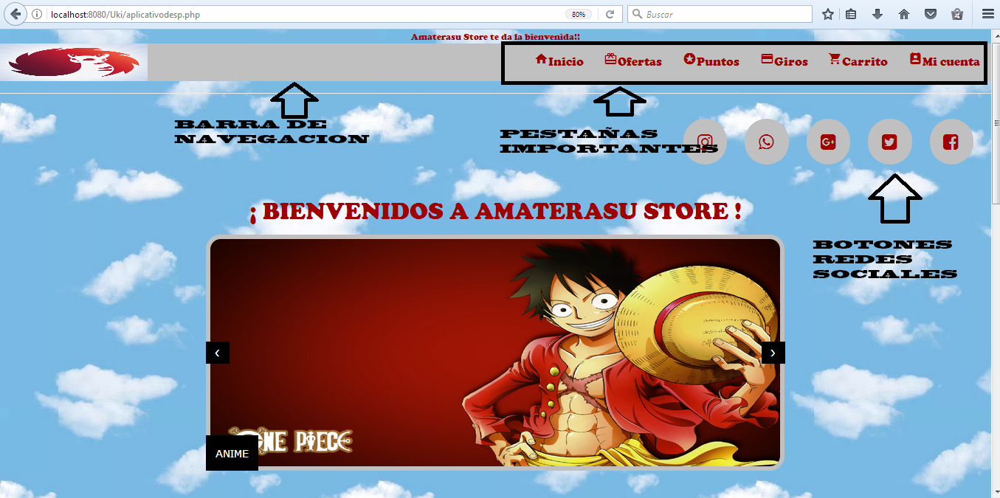 localhost:8080/Uki/aplicativodesp.php
80%
Buscar
Amaterasu Store te da la bienvenida!!
Inicio
Ofertas
Puntos
Giros
Carrito
Mi cuenta
BARRA DE
NAVEGACION
PESTAÑAS
IMPORTANTES
G+
BOTONES
REDES
SOCIALES
¡ BIENVENIDOS A AMATERASU STORE !
‹
›
ONE PIECE
ANIME